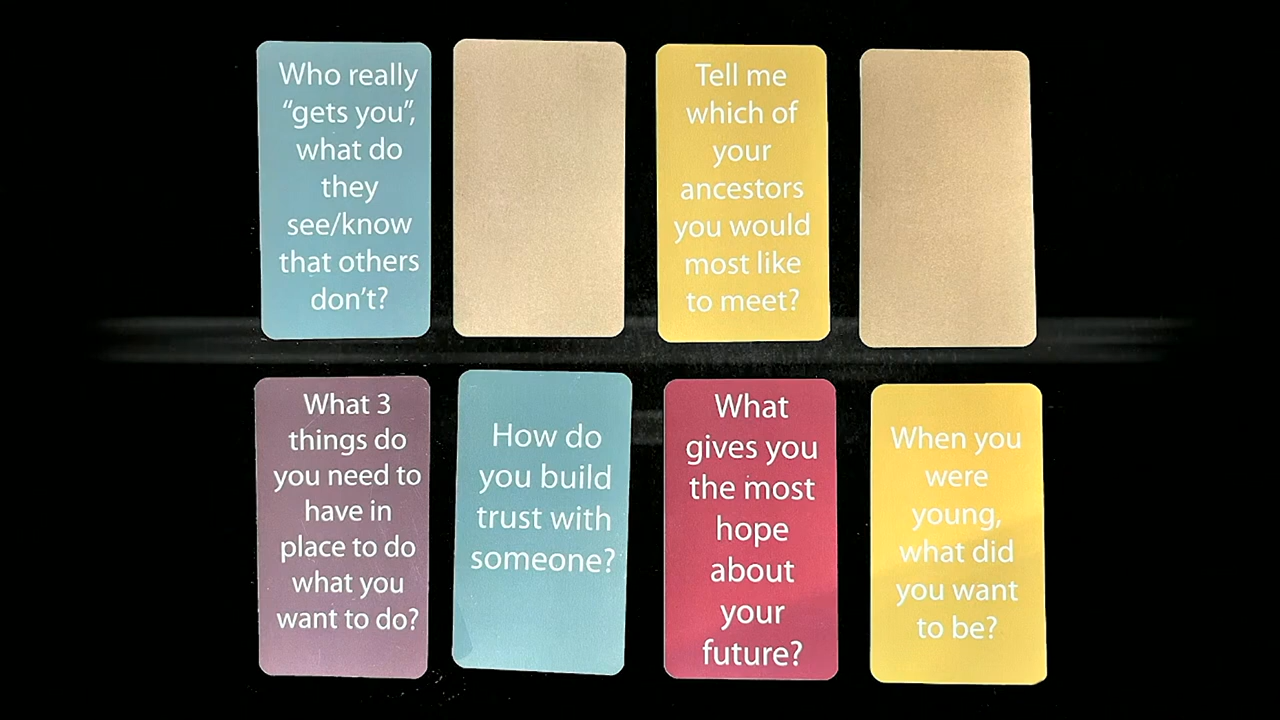 Who really
“gets you”,
what do
they
see/know
that others
don’t?
Tell me
which of
your
ancestors
you would
most like
to meet?
What 3
things do
you need to
have in
place to do
what you
want to do?
How do
you build
trust with
someone?
What
gives you
the most
hope
about
your
future?
When you
were
young,
what did
you want
to be?